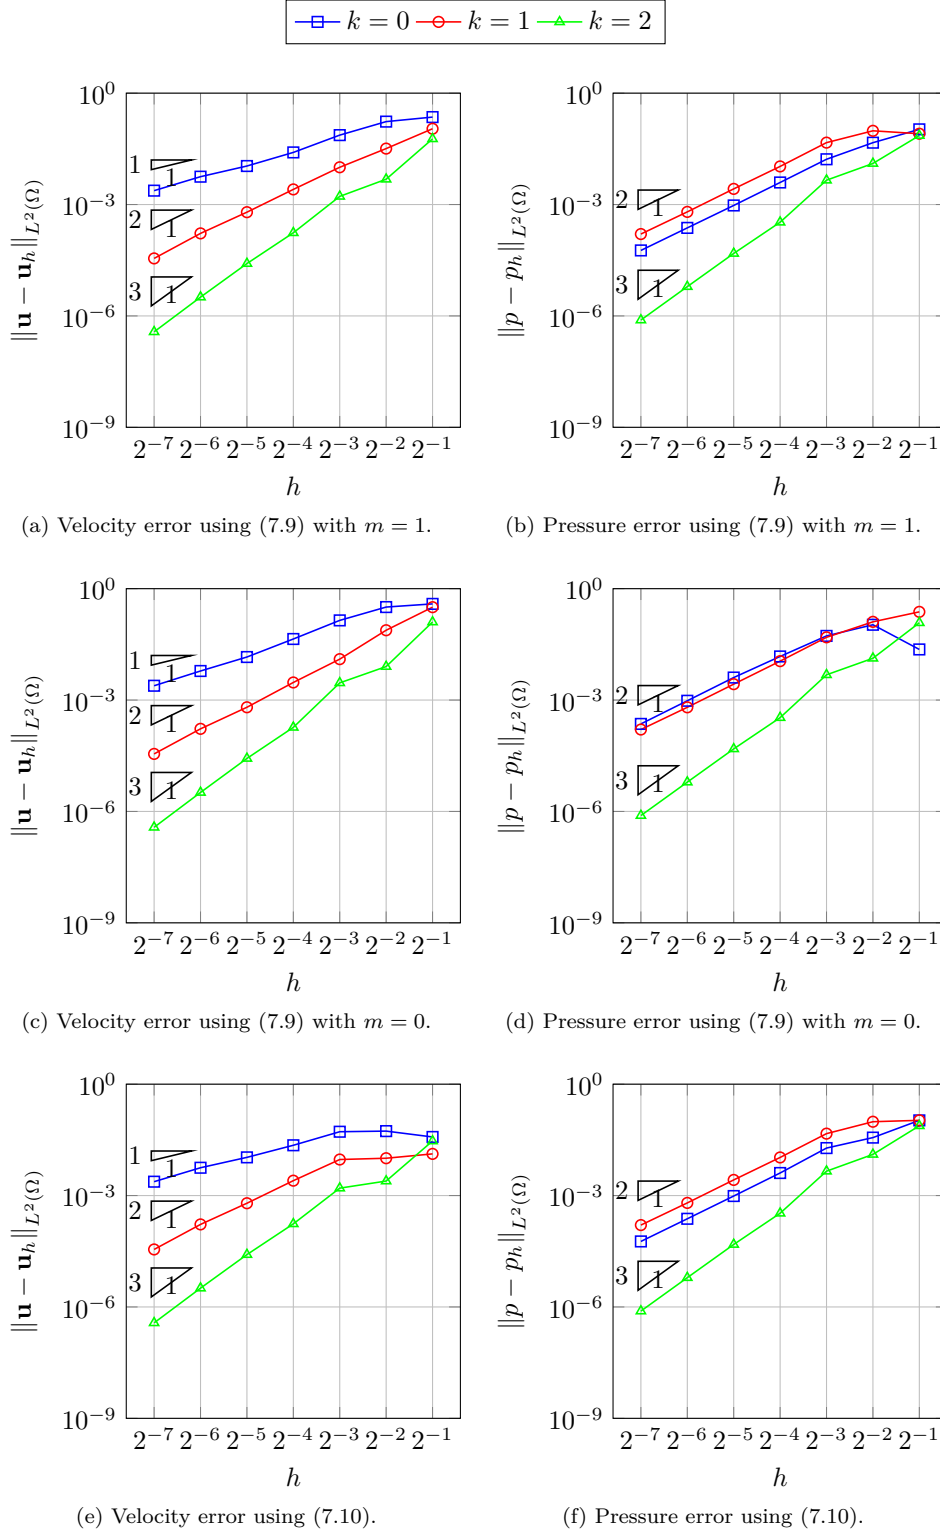 k = 0 k = 1 k = 2
10^0
10^-3
10^-6
10^-9
1
1
2
1
3
1
2^-7 2^-6 2^-5 2^-4 2^-3 2^-2 2^-1
h
‖u − u_h‖_{L^2(Ω)}
(a) Velocity error using (7.9) with m = 1.
10^0
10^-3
10^-6
10^-9
2
1
3
1
2^-7 2^-6 2^-5 2^-4 2^-3 2^-2 2^-1
h
‖p − p_h‖_{L^2(Ω)}
(b) Pressure error using (7.9) with m = 1.
10^0
10^-3
10^-6
10^-9
1
1
2
1
3
1
2^-7 2^-6 2^-5 2^-4 2^-3 2^-2 2^-1
h
‖u − u_h‖_{L^2(Ω)}
(c) Velocity error using (7.9) with m = 0.
10^0
10^-3
10^-6
10^-9
2
1
3
1
2^-7 2^-6 2^-5 2^-4 2^-3 2^-2 2^-1
h
‖p − p_h‖_{L^2(Ω)}
(d) Pressure error using (7.9) with m = 0.
10^0
10^-3
10^-6
10^-9
1
1
2
1
3
1
2^-7 2^-6 2^-5 2^-4 2^-3 2^-2 2^-1
h
‖u − u_h‖_{L^2(Ω)}
(e) Velocity error using (7.10).
10^0
10^-3
10^-6
10^-9
2
1
3
1
2^-7 2^-6 2^-5 2^-4 2^-3 2^-2 2^-1
h
‖p − p_h‖_{L^2(Ω)}
(f) Pressure error using (7.10).